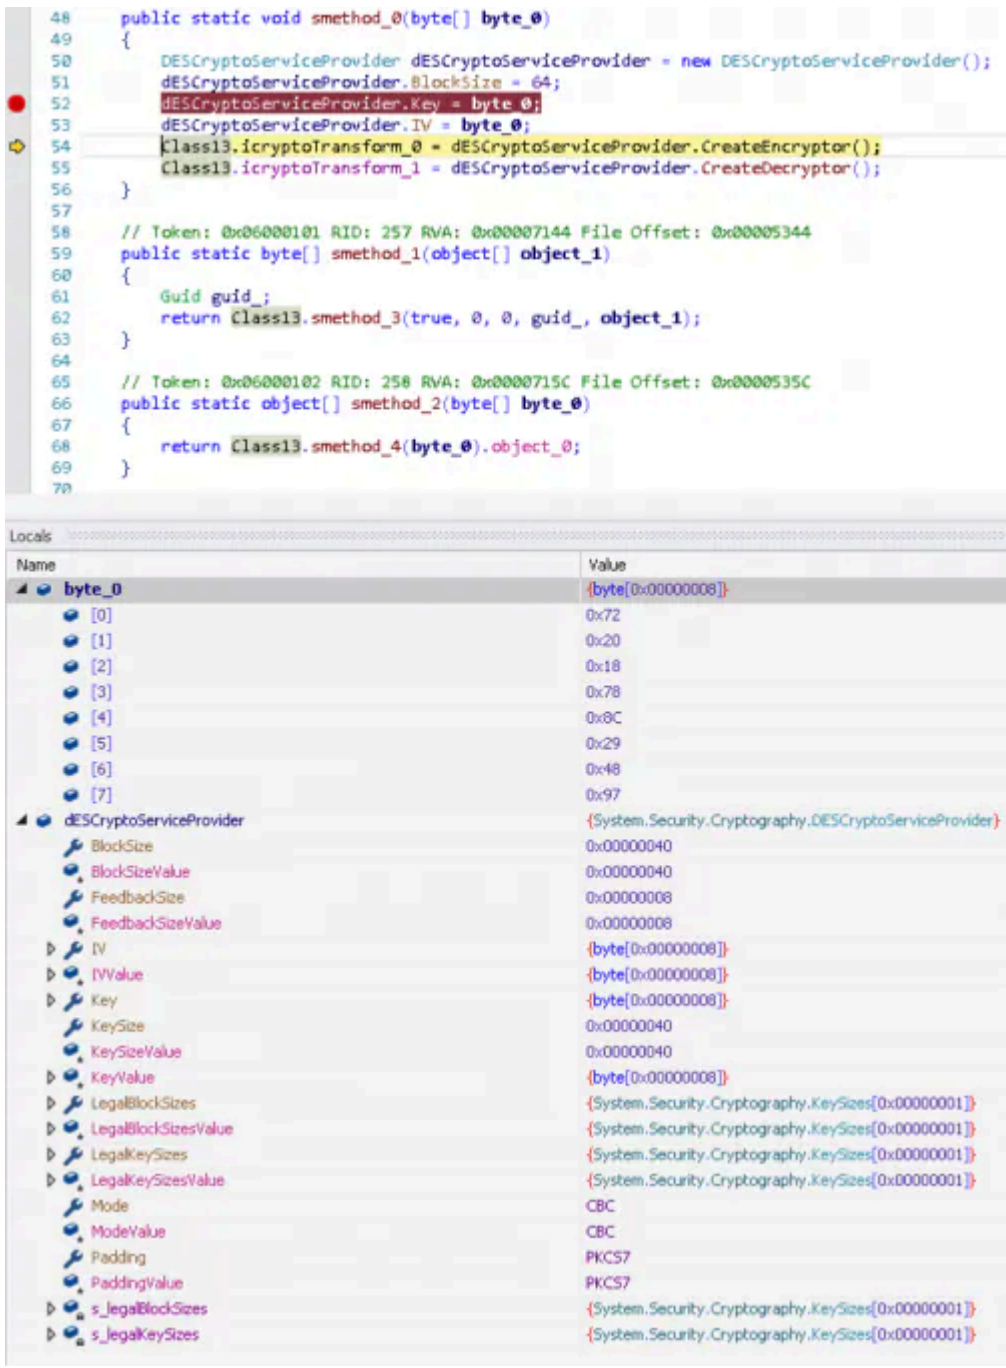 48 public static void smethod_0(byte[] byte_0)
49 {
50 DESCryptoServiceProvider dESCryptoServiceProvider = new DESCryptoServiceProvider();
51 dESCryptoServiceProvider.BlockSize = 64;
52 dESCryptoServiceProvider.Key = byte_0;
53 dESCryptoServiceProvider.IV = byte_0;
54 Class13.icryptoTransform_0 = dESCryptoServiceProvider.CreateEncryptor();
55 Class13.icryptoTransform_1 = dESCryptoServiceProvider.CreateDecryptor();
56 }
57
58 // Token: 0x06000101 RID: 257 RVA: 0x00007144 File Offset: 0x00005344
59 public static byte[] smethod_1(object[] object_1)
60 {
61 Guid guid_;
62 return Class13.smethod_3(true, 0, 0, guid_, object_1);
63 }
64
65 // Token: 0x06000102 RID: 258 RVA: 0x0000715C File Offset: 0x0000535C
66 public static object[] smethod_2(byte[] byte_0)
67 {
68 return Class13.smethod_4(byte_0).object_0;
69 }
70
Locals
Name Value
byte_0 {byte[0x00000008]}
[0] 0x72
[1] 0x20
[2] 0x18
[3] 0x78
[4] 0x8C
[5] 0x29
[6] 0x48
[7] 0x97
dESCryptoServiceProvider {System.Security.Cryptography.DESCryptoServiceProvider}
BlockSize 0x00000040
BlockSizeValue 0x00000040
FeedbackSize 0x00000008
FeedbackSizeValue 0x00000008
IV {byte[0x00000008]}
IVValue {byte[0x00000008]}
Key {byte[0x00000008]}
KeySize 0x00000040
KeySizeValue 0x00000040
KeyValue {byte[0x00000008]}
LegalBlockSizes {System.Security.Cryptography.KeySizes[0x00000001]}
LegalBlockSizesValue {System.Security.Cryptography.KeySizes[0x00000001]}
LegalKeySizes {System.Security.Cryptography.KeySizes[0x00000001]}
LegalKeySizesValue {System.Security.Cryptography.KeySizes[0x00000001]}
Mode CBC
ModeValue CBC
Padding PKCS7
PaddingValue PKCS7
s_legalBlockSizes {System.Security.Cryptography.KeySizes[0x00000001]}
s_legalKeySizes {System.Security.Cryptography.KeySizes[0x00000001]}